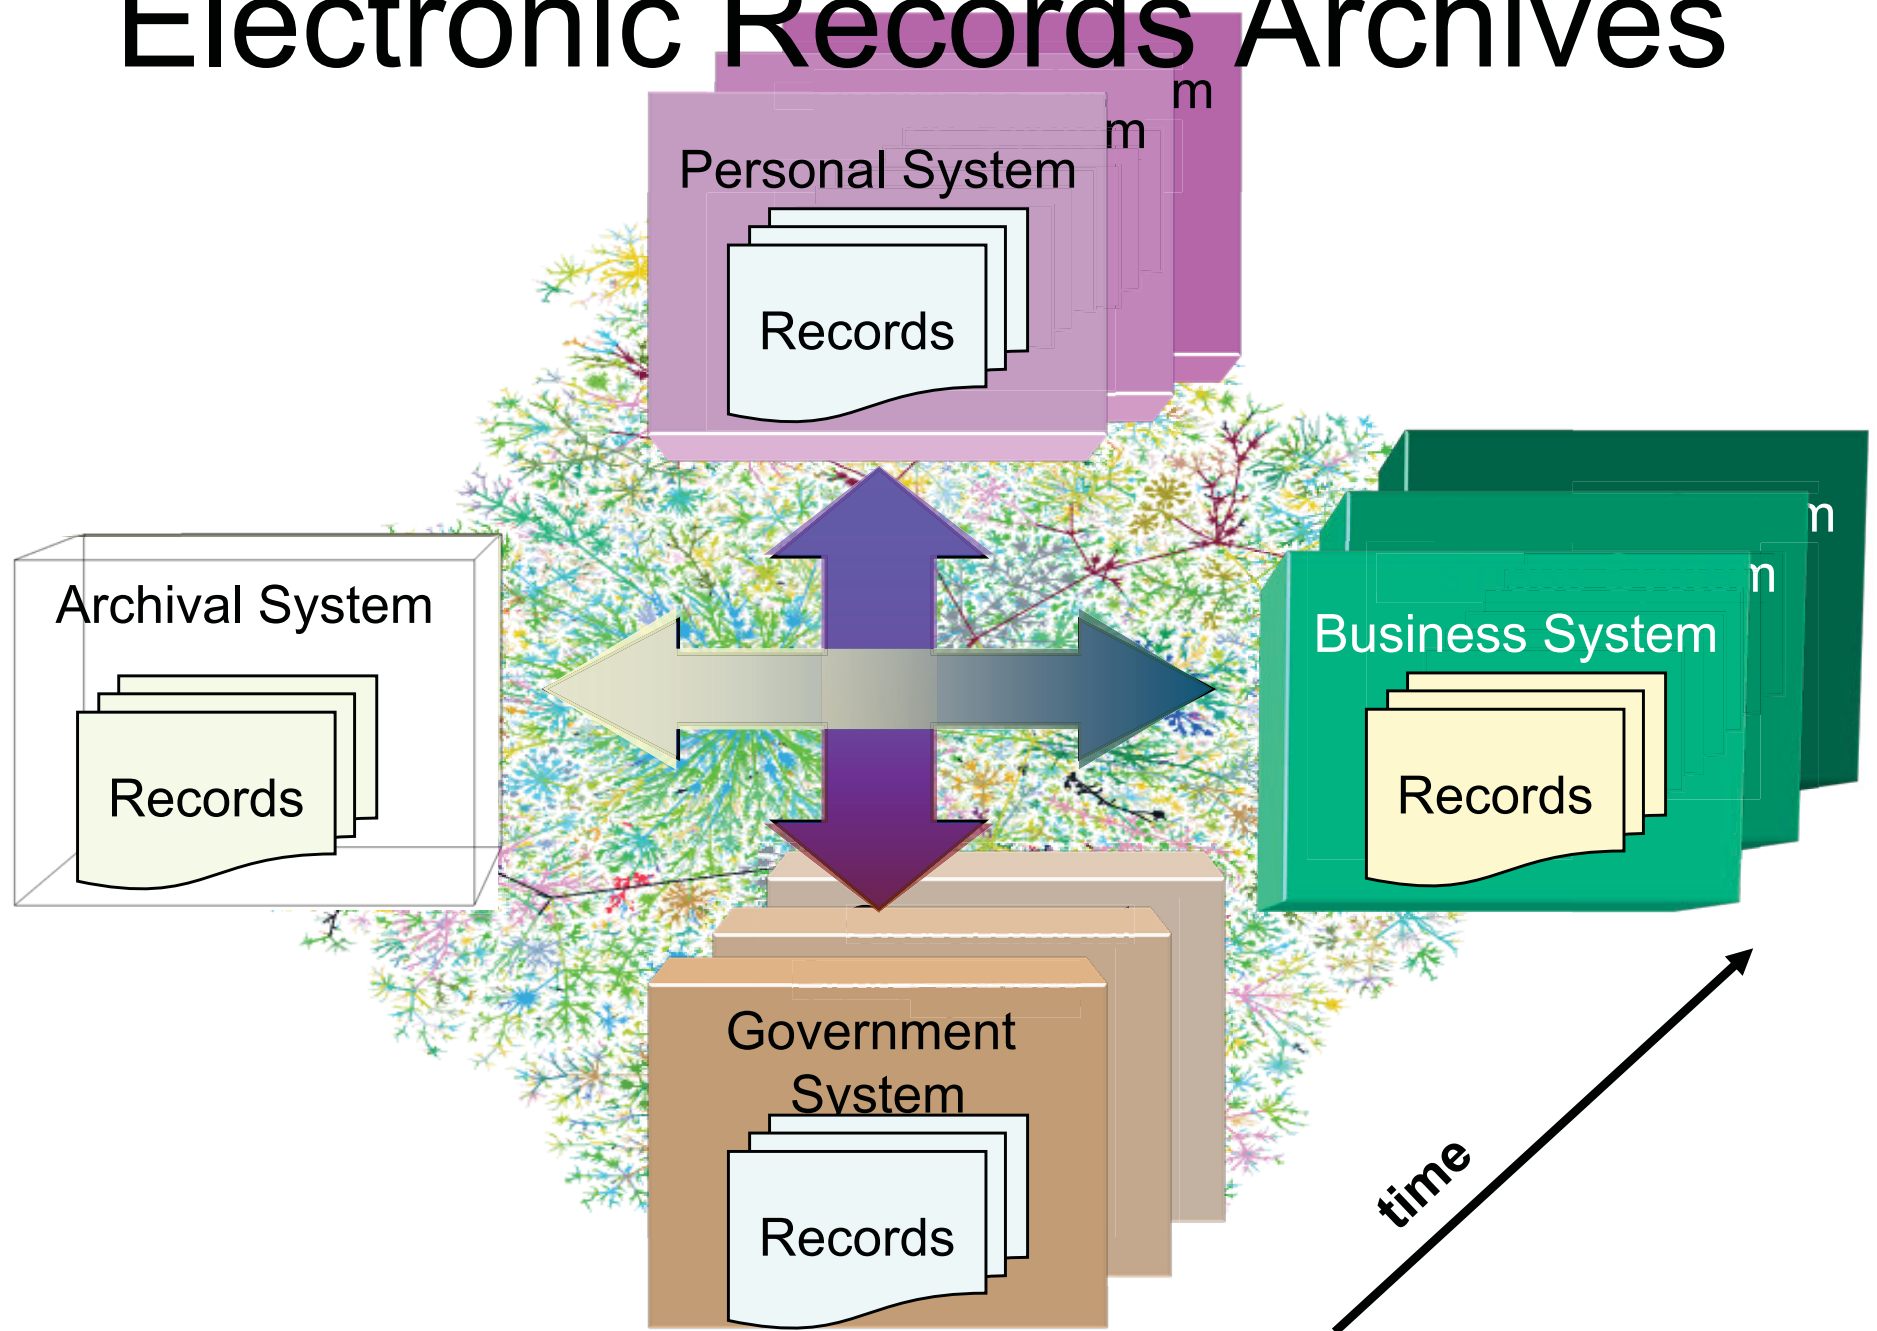 Electronic Records Archives
m
m
Personal System
Records
Archival System
Records
m
m
Business System
Records
Government
System
Records
time